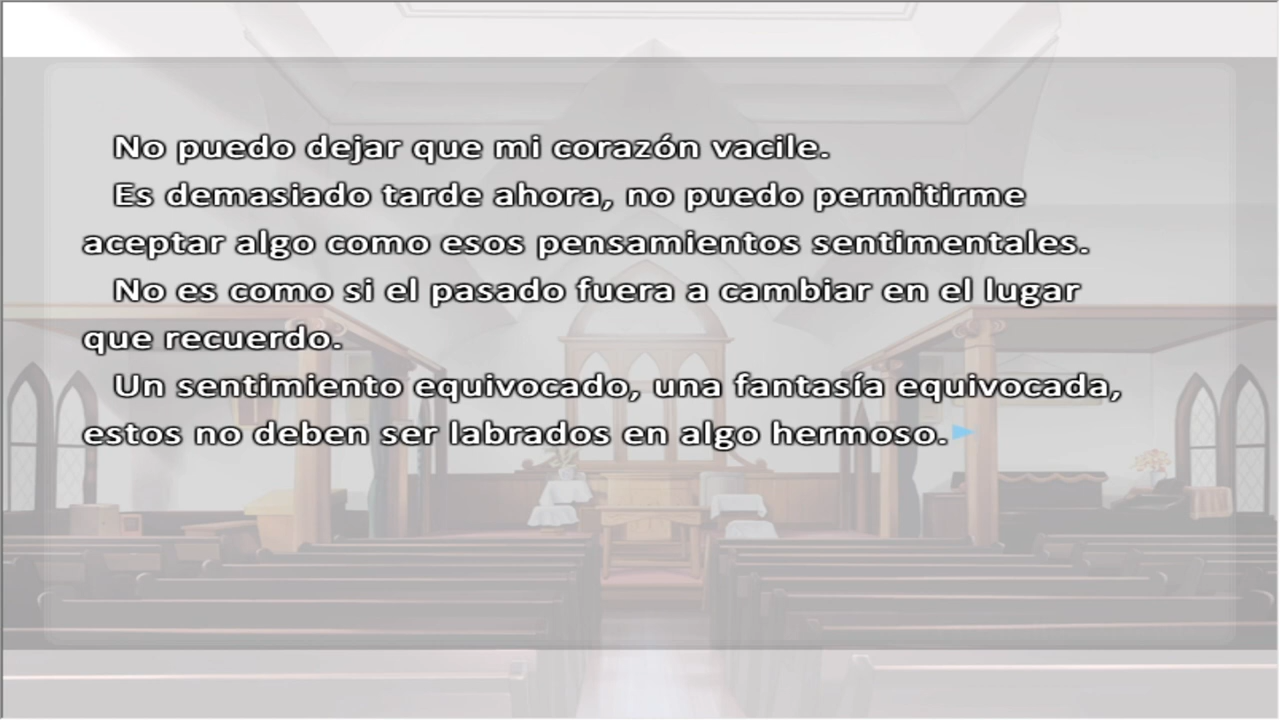 No puedo dejar que mi corazón vacile.
Es demasiado tarde ahora, no puedo permitirme
aceptar algo como esos pensamientos sentimentales.
No es como si el pasado fuera a cambiar en el lugar
que recuerdo.
Un sentimiento equivocado, una fantasía equivocada,
estos no deben ser labrados en algo hermoso.